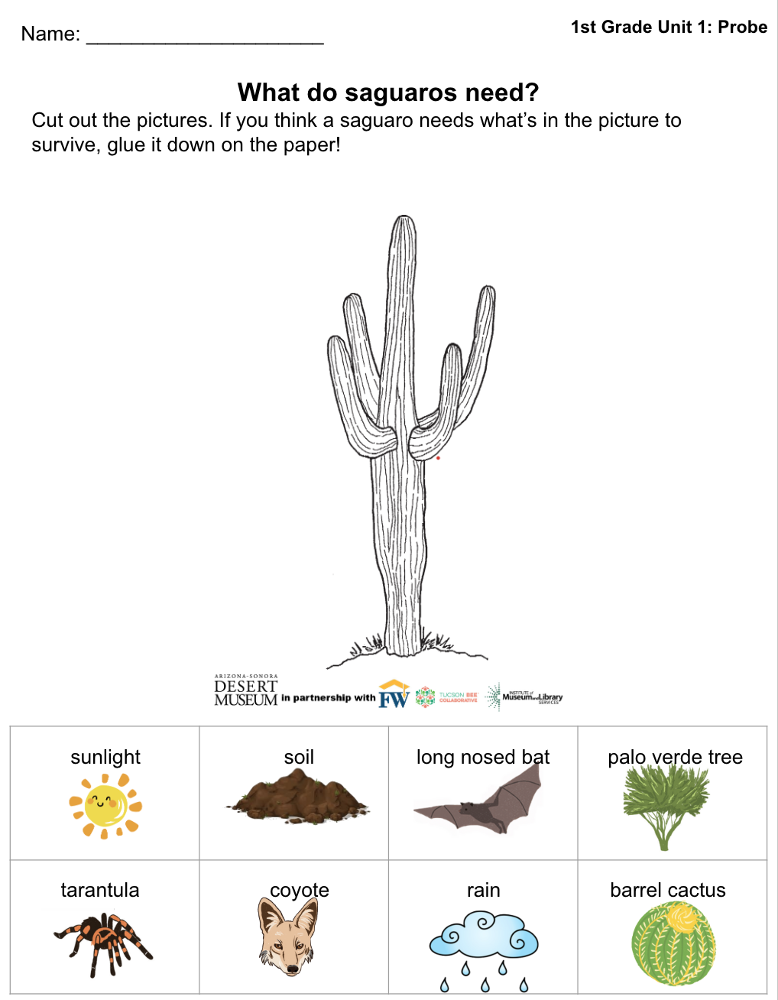 Name: ______________________
1st Grade Unit 1: Probe
What do saguaros need?
Cut out the pictures. If you think a saguaro needs what’s in the picture to
survive, glue it down on the paper!
ARIZONA-SONORA
DESERT
MUSEUM in partnership with FW
TUCSON BEE
COLLABORATIVE
INSTITUTE of
Museum and Library
SERVICES
sunlight soil long nosed bat palo verde tree
tarantula coyote rain barrel cactus